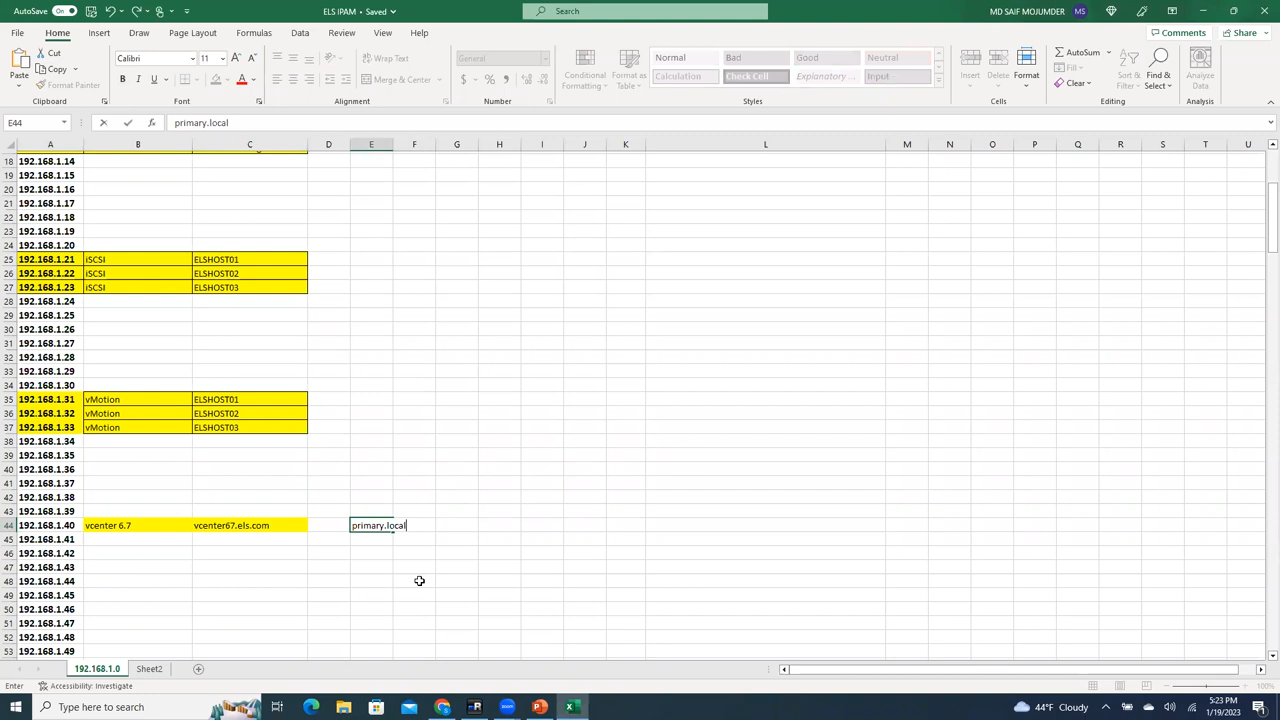 AutoSave On ELS IPAM • Saved Search MD SAIF MOJUMDER MS
File Home Insert Draw Page Layout Formulas Data Review View Help Comments Share
Paste Cut Copy Format Painter Calibri 11 B I U A A A Wrap Text Merge & Center General $ % Conditional Formatting Format as Table Normal Bad Good Neutral Calculation Check Cell Explanatory ... Input Insert Delete Format AutoSum Fill Clear Sort & Filter Find & Select Analyze Data
Clipboard Font Alignment Number Styles Cells Editing Analysis
E44 fx primary.local
A B C D E F G H I J K L M N O P Q R S T U
18 192.168.1.14
19 192.168.1.15
20 192.168.1.16
21 192.168.1.17
22 192.168.1.18
23 192.168.1.19
24 192.168.1.20
25 192.168.1.21 iSCSI ELSHOST01
26 192.168.1.22 iSCSI ELSHOST02
27 192.168.1.23 iSCSI ELSHOST03
28 192.168.1.24
29 192.168.1.25
30 192.168.1.26
31 192.168.1.27
32 192.168.1.28
33 192.168.1.29
34 192.168.1.30
35 192.168.1.31 vMotion ELSHOST01
36 192.168.1.32 vMotion ELSHOST02
37 192.168.1.33 vMotion ELSHOST03
38 192.168.1.34
39 192.168.1.35
40 192.168.1.36
41 192.168.1.37
42 192.168.1.38
43 192.168.1.39
44 192.168.1.40 vcenter 6.7 vcenter67.els.com primary.local
45 192.168.1.41
46 192.168.1.42
47 192.168.1.43
48 192.168.1.44
49 192.168.1.45
50 192.168.1.46
51 192.168.1.47
52 192.168.1.48
53 192.168.1.49
192.168.1.0 Sheet2
Enter Accessibility: Investigate 100%
Type here to search 44°F Cloudy 5:23 PM
1/19/2023